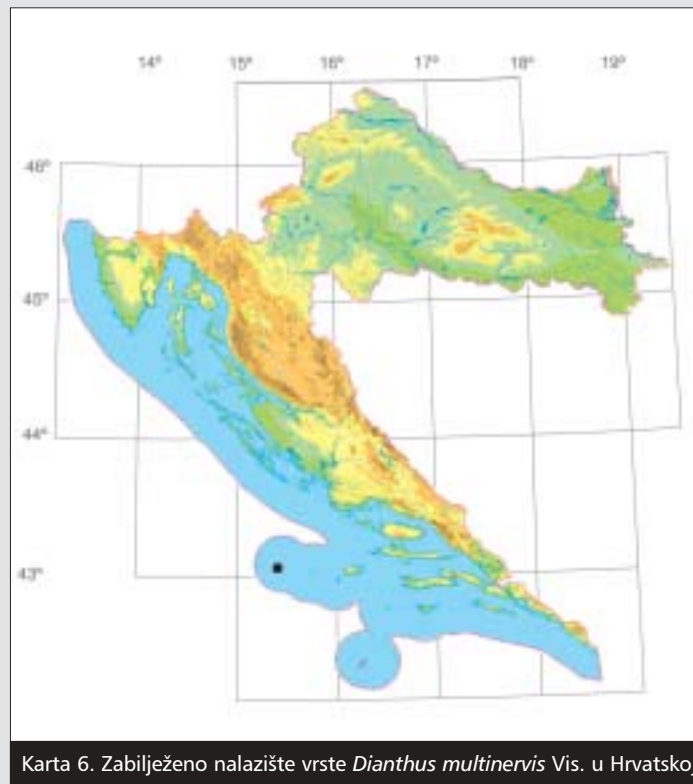 14° 15° 16° 17° 18° 19°
46°
45°
44°
43°
Karta 6. Zabilježeno nalazište vrste Dianthus multinervis Vis. u Hrvatsko